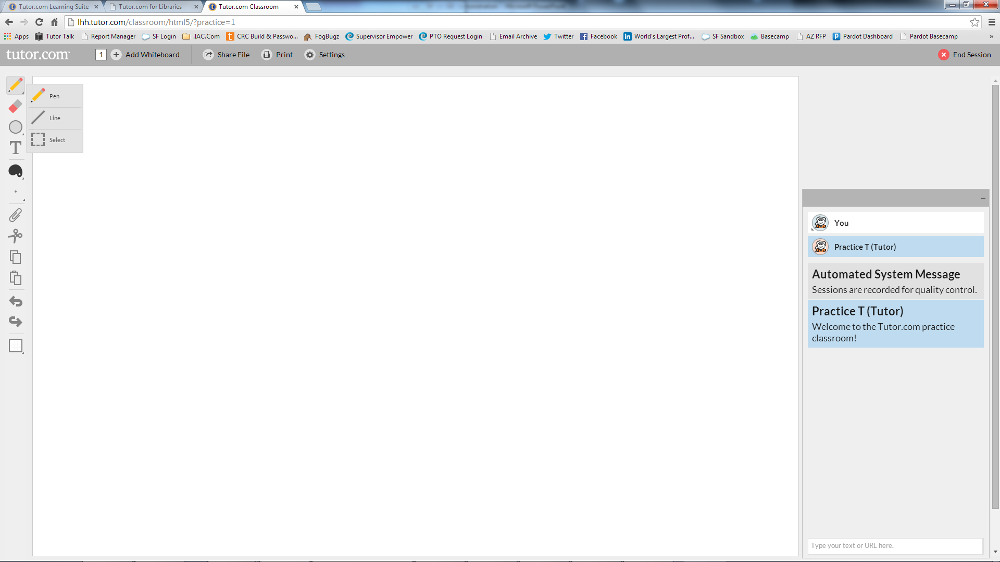 Tutor.com Learning Suite
Tutor.com for Libraries
Tutor.com Classroom
lhh.tutor.com/classroom/html5/?practice=1
Apps
Tutor Talk
Report Manager
SF Login
.IAC.Com
CRC Build & Passwo...
FogBugz
Supervisor Empower
PTO Request Login
Email Archive
Twitter
Facebook
World's Largest Prof...
SF Sandbox
Basecamp
AZ RFP
Pardot Dashboard
Pardot Basecamp
»
tutor.com
1
Add Whiteboard
Share File
Print
Settings
End Session
Pen
Line
Select
T
You
Practice T (Tutor)
Automated System Message
Sessions are recorded for quality control.
Practice T (Tutor)
Welcome to the Tutor.com practice
classroom!
Type your text or URL here.